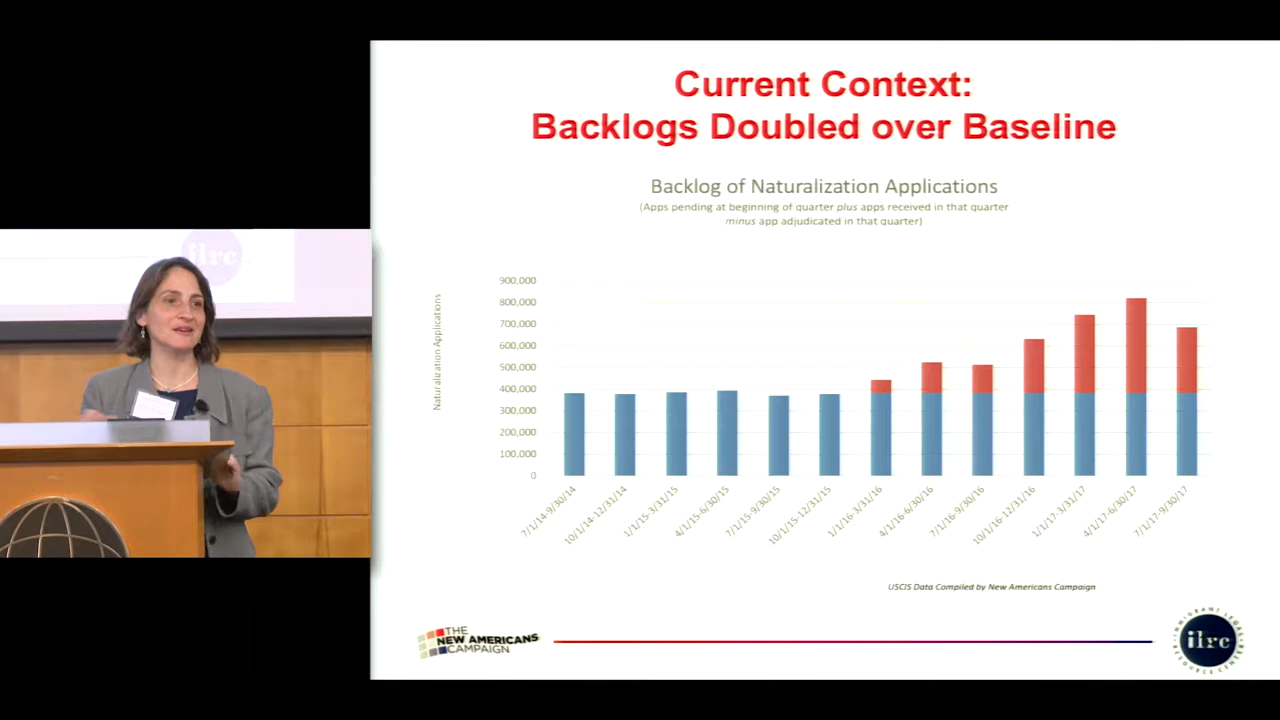 Current Context:
Backlogs Doubled over Baseline
Backlog of Naturalization Applications
(Apps pending at beginning of quarter plus apps received in that quarter
minus app adjudicated in that quarter)
Naturalization Applications
900,000
800,000
700,000
600,000
500,000
400,000
300,000
200,000
100,000
0
7/1/14-9/30/14
10/1/14-12/31/14
1/1/15-3/31/15
4/1/15-6/30/15
7/1/15-9/30/15
10/1/15-12/31/15
1/1/16-3/31/16
4/1/16-6/30/16
7/1/16-9/30/16
10/1/16-12/31/16
1/1/17-3/31/17
4/1/17-6/30/17
7/1/17-9/30/17
USCIS Data Compiled by New Americans Campaign
THE
NEW AMERICANS
CAMPAIGN
IMMIGRANT LEGAL
ilrc
RESOURCE CENTER
ilrc